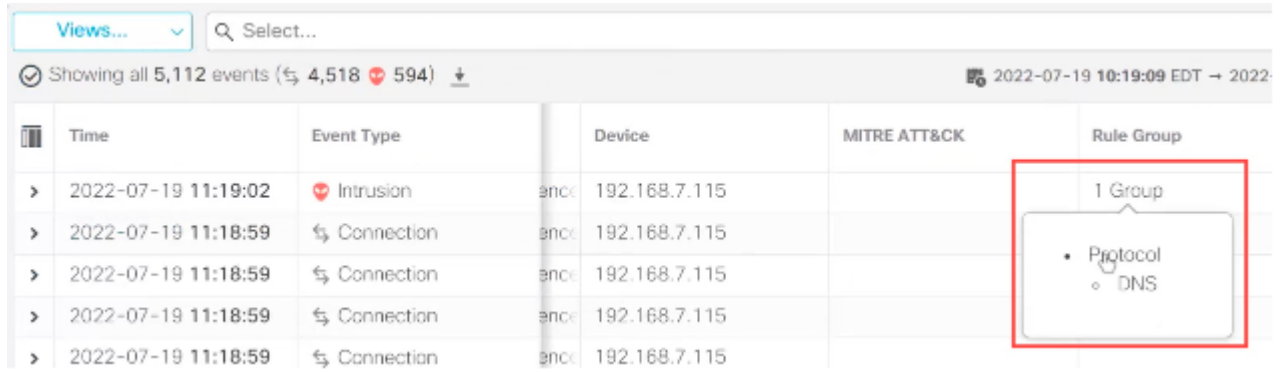 Views... Select...
Showing all 5,112 events (4,518 594) 2022-07-19 10:19:09 EDT → 2022-
Time Event Type Device MITRE ATT&CK Rule Group
2022-07-19 11:19:02 Intrusion 192.168.7.115 1 Group
2022-07-19 11:18:59 Connection 192.168.7.115
• Protocol
2022-07-19 11:18:59 Connection 192.168.7.115
○ DNS
2022-07-19 11:18:59 Connection 192.168.7.115
2022-07-19 11:18:59 Connection 192.168.7.115